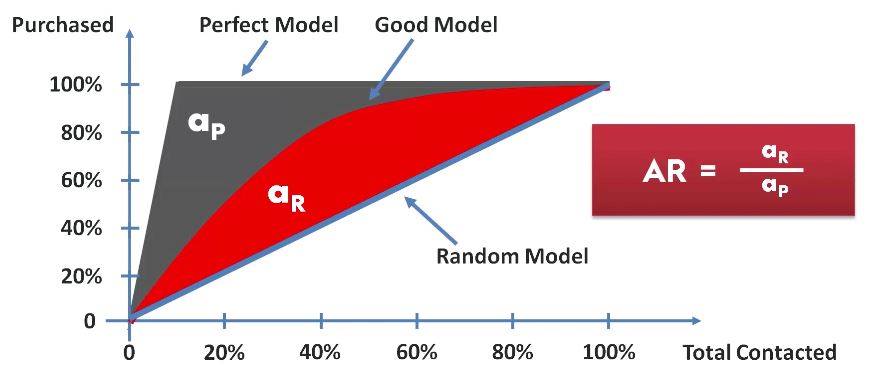 Purchased
Perfect Model
Good Model
100%
80%
60%
40%
20%
0
aP
aR
AR = aR / aP
Random Model
0 20% 40% 60% 80% 100% Total Contacted